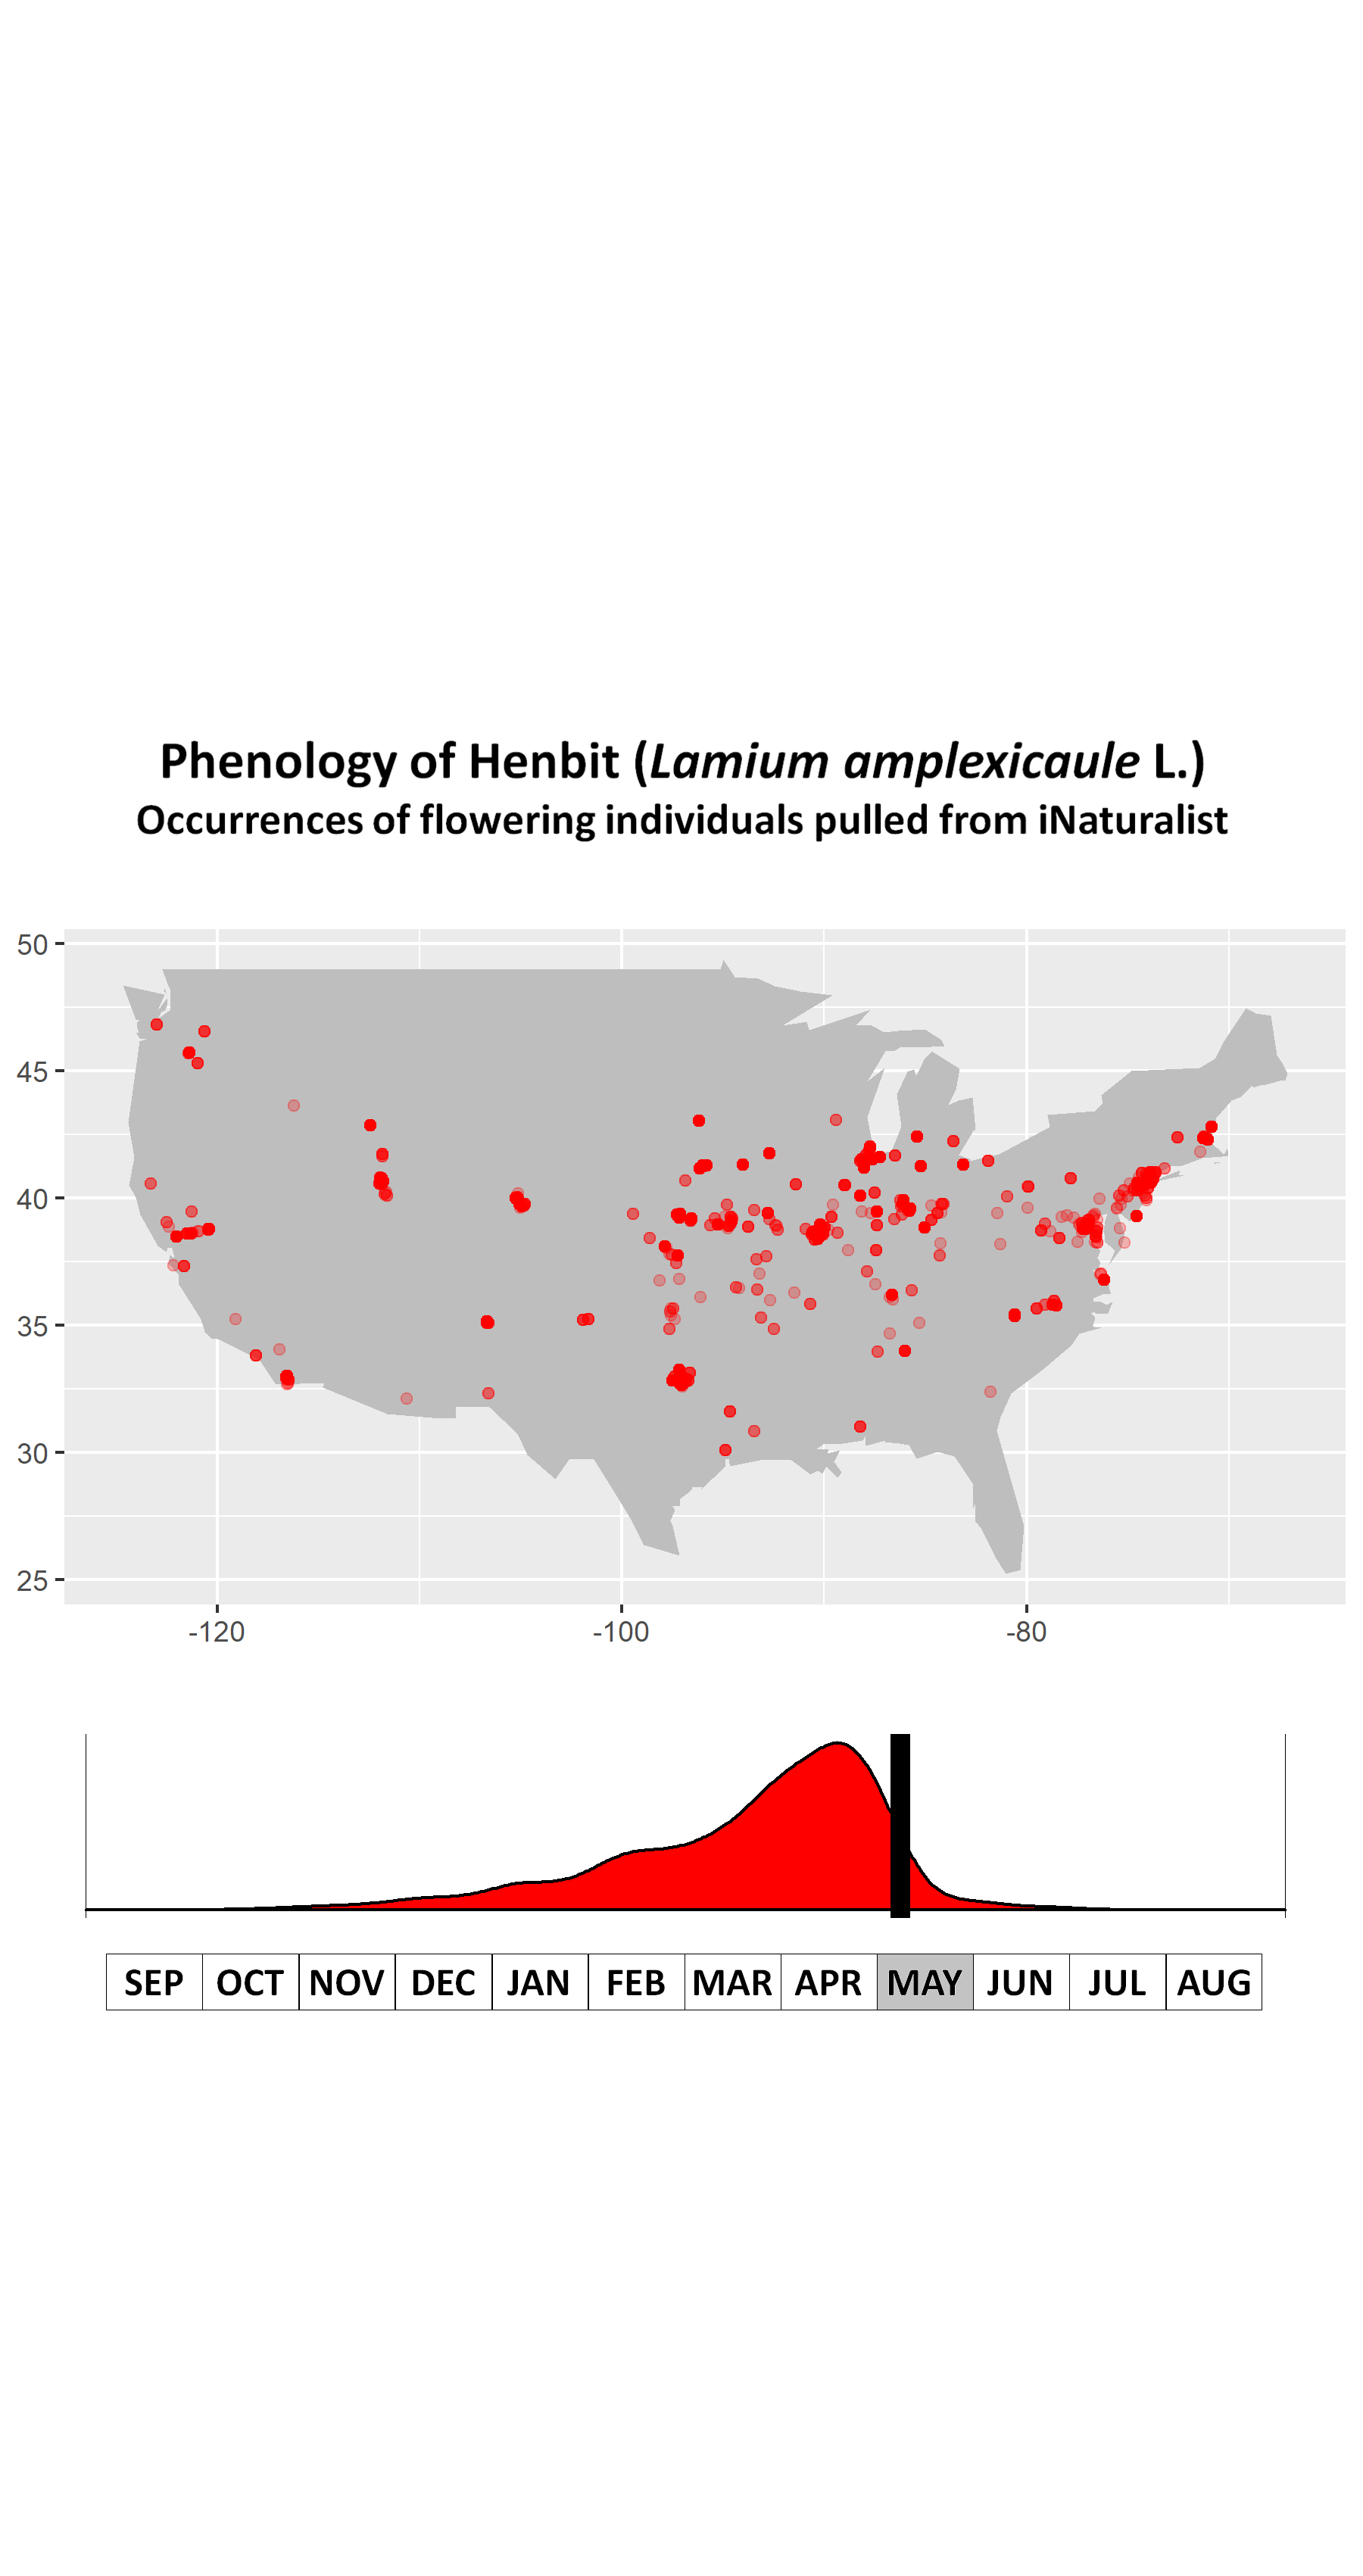 Phenology of Henbit (Lamium amplexicaule L.)
Occurrences of flowering individuals pulled from iNaturalist
50
45
40
35
30
25
-120 -100 -80
SEP OCT NOV DEC JAN FEB MAR APR MAY JUN JUL AUG